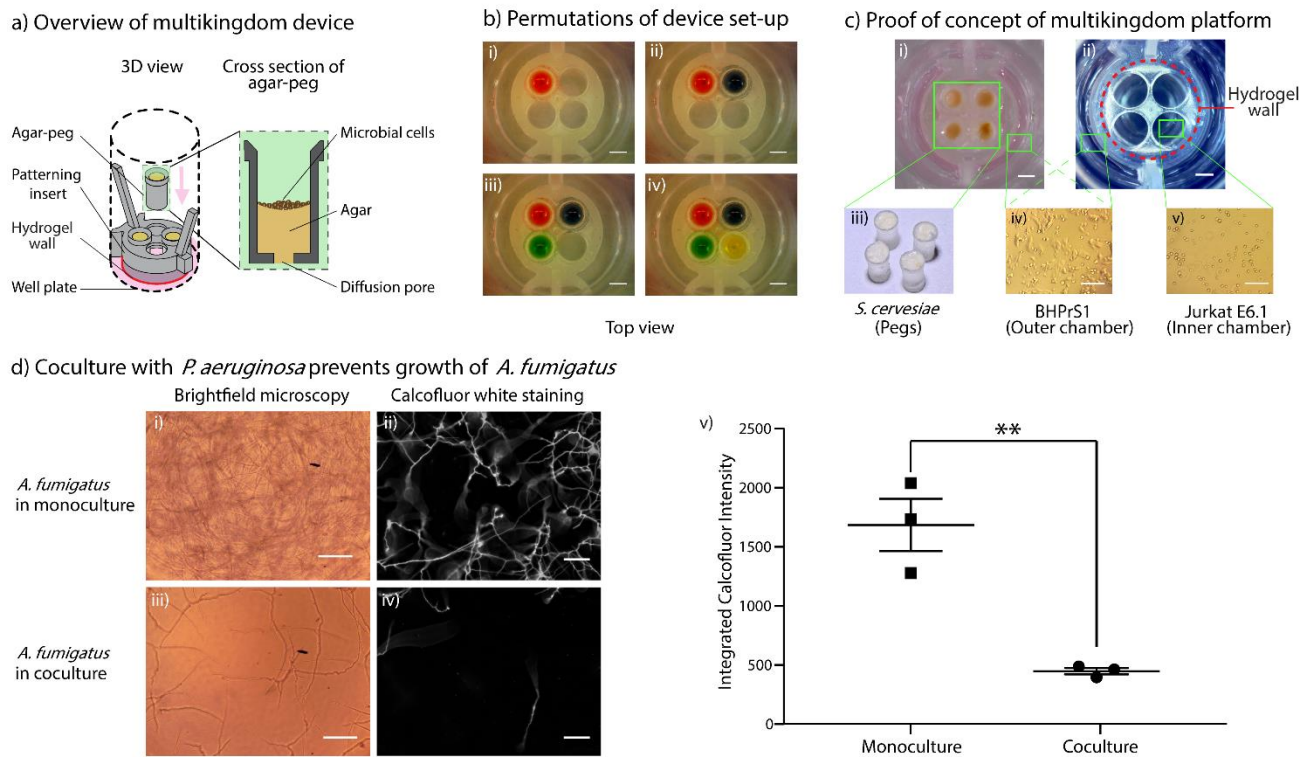 a) Overview of multikingdom device
3D view
Cross section of
agar-peg
Agar-peg
Patterning
insert
Hydrogel
wall
Well plate
Microbial cells
Agar
Diffusion pore
b) Permutations of device set-up
i)
ii)
iii)
iv)
Top view
c) Proof of concept of multikingdom platform
i)
ii)
Hydrogel
wall
iii)
iv)
v)
S. cervesiae
(Pegs)
BHPrS1
(Outer chamber)
Jurkat E6.1
(Inner chamber)
d) Coculture with P. aeruginosa prevents growth of A. fumigatus
Brightfield microscopy
Calcofluor white staining
A. fumigatus
in monoculture
i)
ii)
A. fumigatus
in coculture
iii)
iv)
v)
Integrated Calcofluor Intensity
2500
2000
1500
1000
500
0
**
Monoculture
Coculture